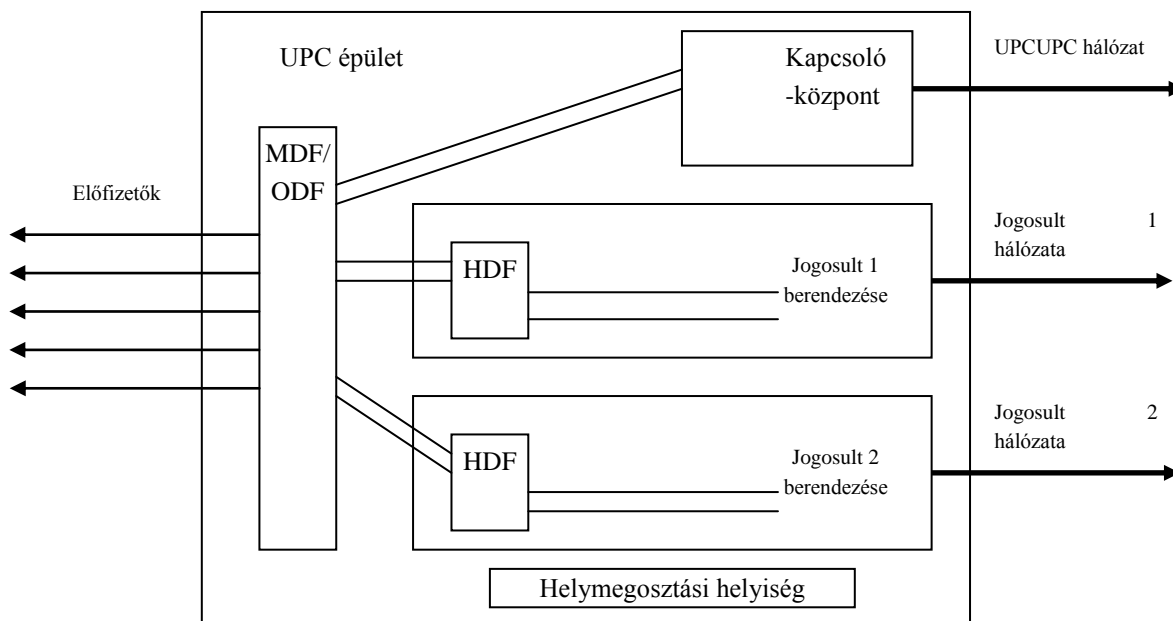 UPC épület
Kapcsoló
-központ
UPCUPC hálózat
MDF/
ODF
Előfizetők
HDF
Jogosult 1
berendezése
Jogosult 1
hálózata
HDF
Jogosult 2
berendezése
Jogosult 2
hálózata
Helymegosztási helyiség